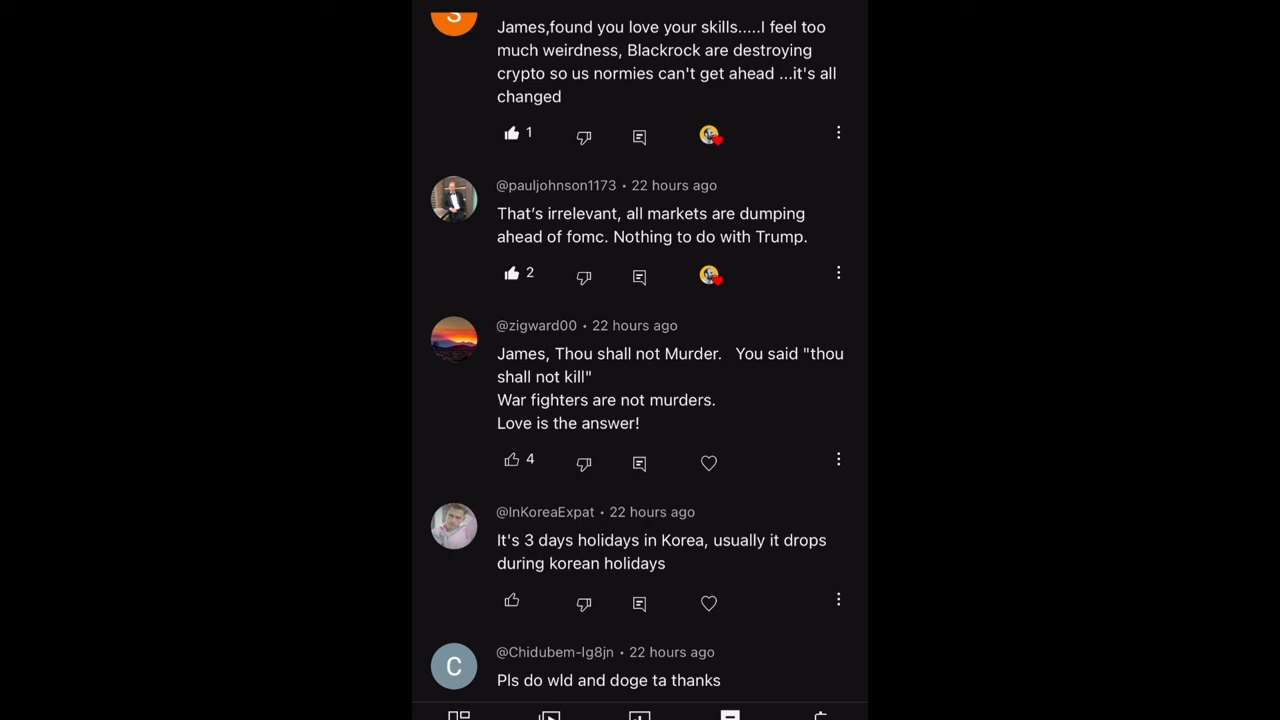 S
James,found you love your skills.....I feel too
much weirdness, Blackrock are destroying
crypto so us normies can't get ahead ...it's all
changed
1
@pauljohnson1173 • 22 hours ago
That’s irrelevant, all markets are dumping
ahead of fomc. Nothing to do with Trump.
2
@zigward00 • 22 hours ago
James, Thou shall not Murder.   You said "thou
shall not kill"
War fighters are not murders.
Love is the answer!
4
@InKoreaExpat • 22 hours ago
It's 3 days holidays in Korea, usually it drops
during korean holidays
C
@Chidubem-lg8jn • 22 hours ago
Pls do wld and doge ta thanks